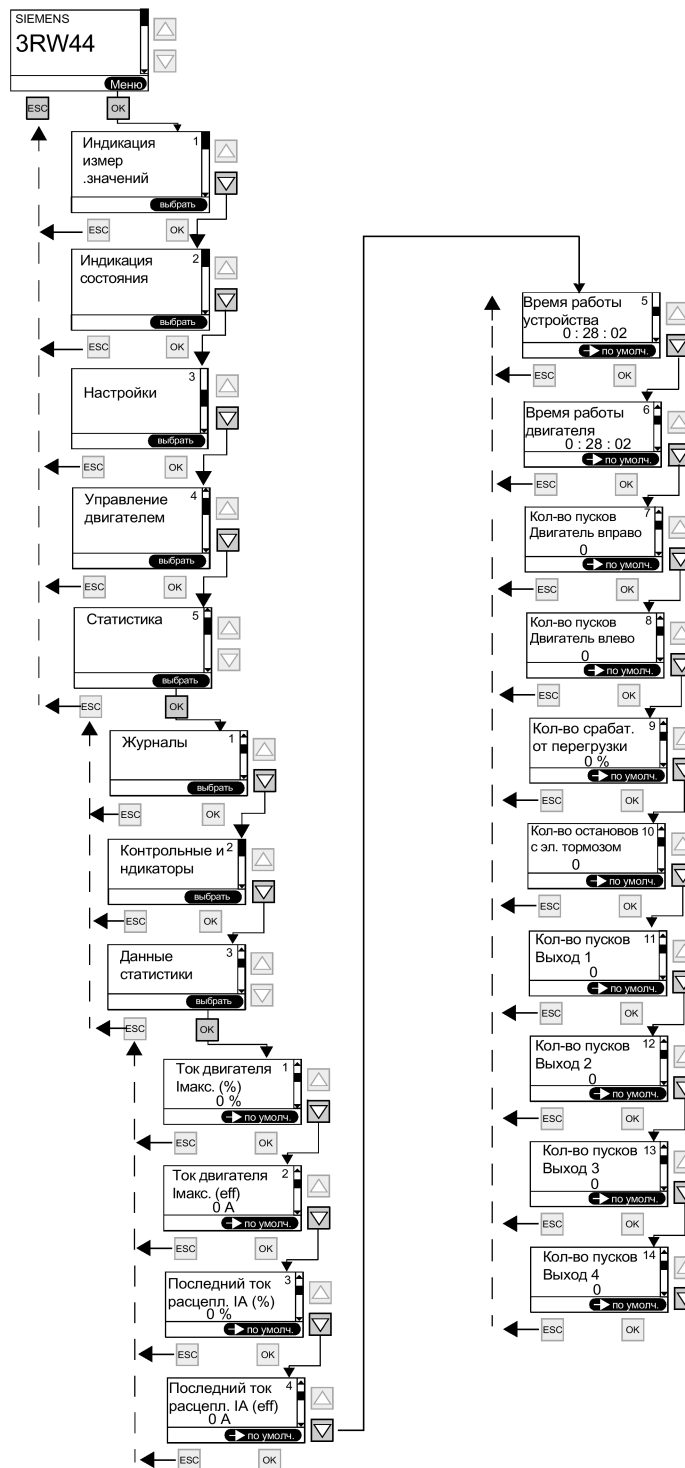 SIEMENS
3RW44
Меню
ESC
OK
Индикация
измер
.значений
1
выбрать
ESC
OK
Индикация
состояния
2
выбрать
ESC
OK
Настройки
3
выбрать
ESC
OK
Управление
двигателем
4
выбрать
ESC
OK
Статистика
5
выбрать
ESC
OK
Журналы
1
выбрать
ESC
OK
Контрольные и
ндикаторы
2
выбрать
ESC
OK
Данные
статистики
3
выбрать
ESC
OK
Ток двигателя
Iмакс. (%)
0 %
1
по умолч.
ESC
OK
Ток двигателя
Iмакс. (eff)
0 A
2
по умолч.
ESC
OK
Последний ток
расцепл. IA (%)
0 %
3
по умолч.
ESC
OK
Последний ток
расцепл. IA (eff)
0 A
4
по умолч.
ESC
OK
Время работы
устройства
0 : 28 : 02
5
по умолч.
ESC
OK
Время работы
двигателя
0 : 28 : 02
6
по умолч.
ESC
OK
Кол-во пусков
Двигатель вправо
0
7
по умолч.
ESC
OK
Кол-во пусков
Двигатель влево
0
8
по умолч.
ESC
OK
Кол-во срабат.
от перегрузки
0 %
9
по умолч.
ESC
OK
Кол-во остановов
с эл. тормозом
0
10
по умолч.
ESC
OK
Кол-во пусков
Выход 1
0
11
по умолч.
ESC
OK
Кол-во пусков
Выход 2
0
12
по умолч.
ESC
OK
Кол-во пусков
Выход 3
0
13
по умолч.
ESC
OK
Кол-во пусков
Выход 4
0
14
по умолч.
ESC
OK